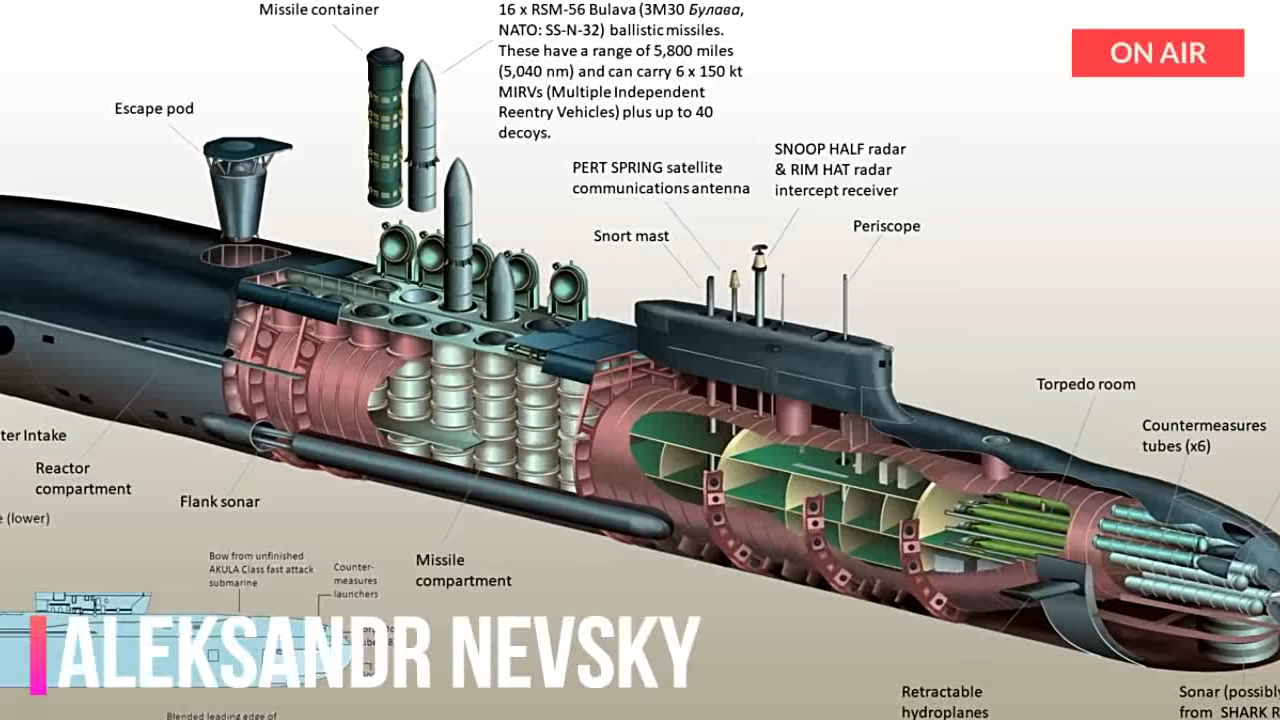 Missile container
16 x RSM-56 Bulava (3M30 Булава,
NATO: SS-N-32) ballistic missiles.
These have a range of 5,800 miles
(5,040 nm) and can carry 6 x 150 kt
MIRVs (Multiple Independent
Reentry Vehicles) plus up to 40
decoys.
ON AIR
Escape pod
PERT SPRING satellite
communications antenna
SNOOP HALF radar
& RIM HAT radar
intercept receiver
Snort mast
Periscope
Torpedo room
Countermeasures
tubes (x6)
ter Intake
Reactor
compartment
Flank sonar
e (lower)
Missile
compartment
Bow from unfinished
AKULA Class fast attack
submarine
Counter-
measures
launchers
ALEKSANDR NEVSKY
Retractable
hydroplanes
Sonar (possibl
from SHARK R
Blended leading edge of